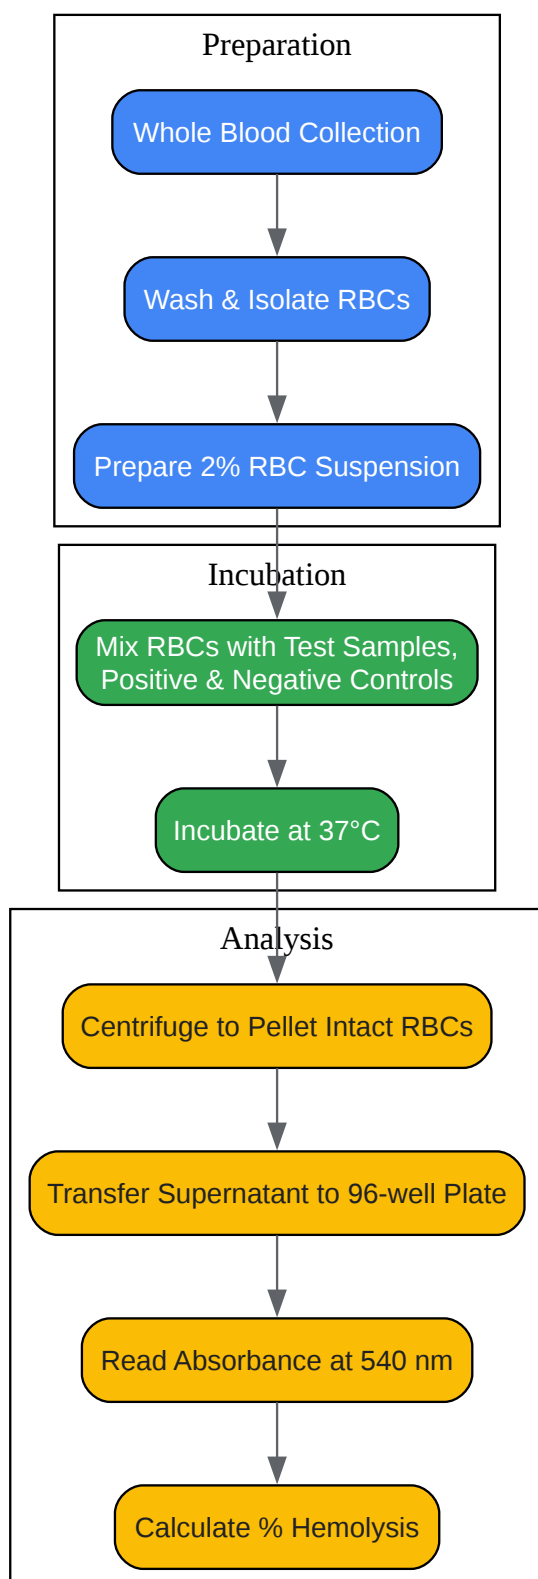 Preparation
Whole Blood Collection
Wash & Isolate RBCs
Prepare 2% RBC Suspension
Incubation
Mix RBCs with Test Samples,
Positive & Negative Controls
Incubate at 37°C
Analysis
Centrifuge to Pellet Intact RBCs
Transfer Supernatant to 96-well Plate
Read Absorbance at 540 nm
Calculate % Hemolysis